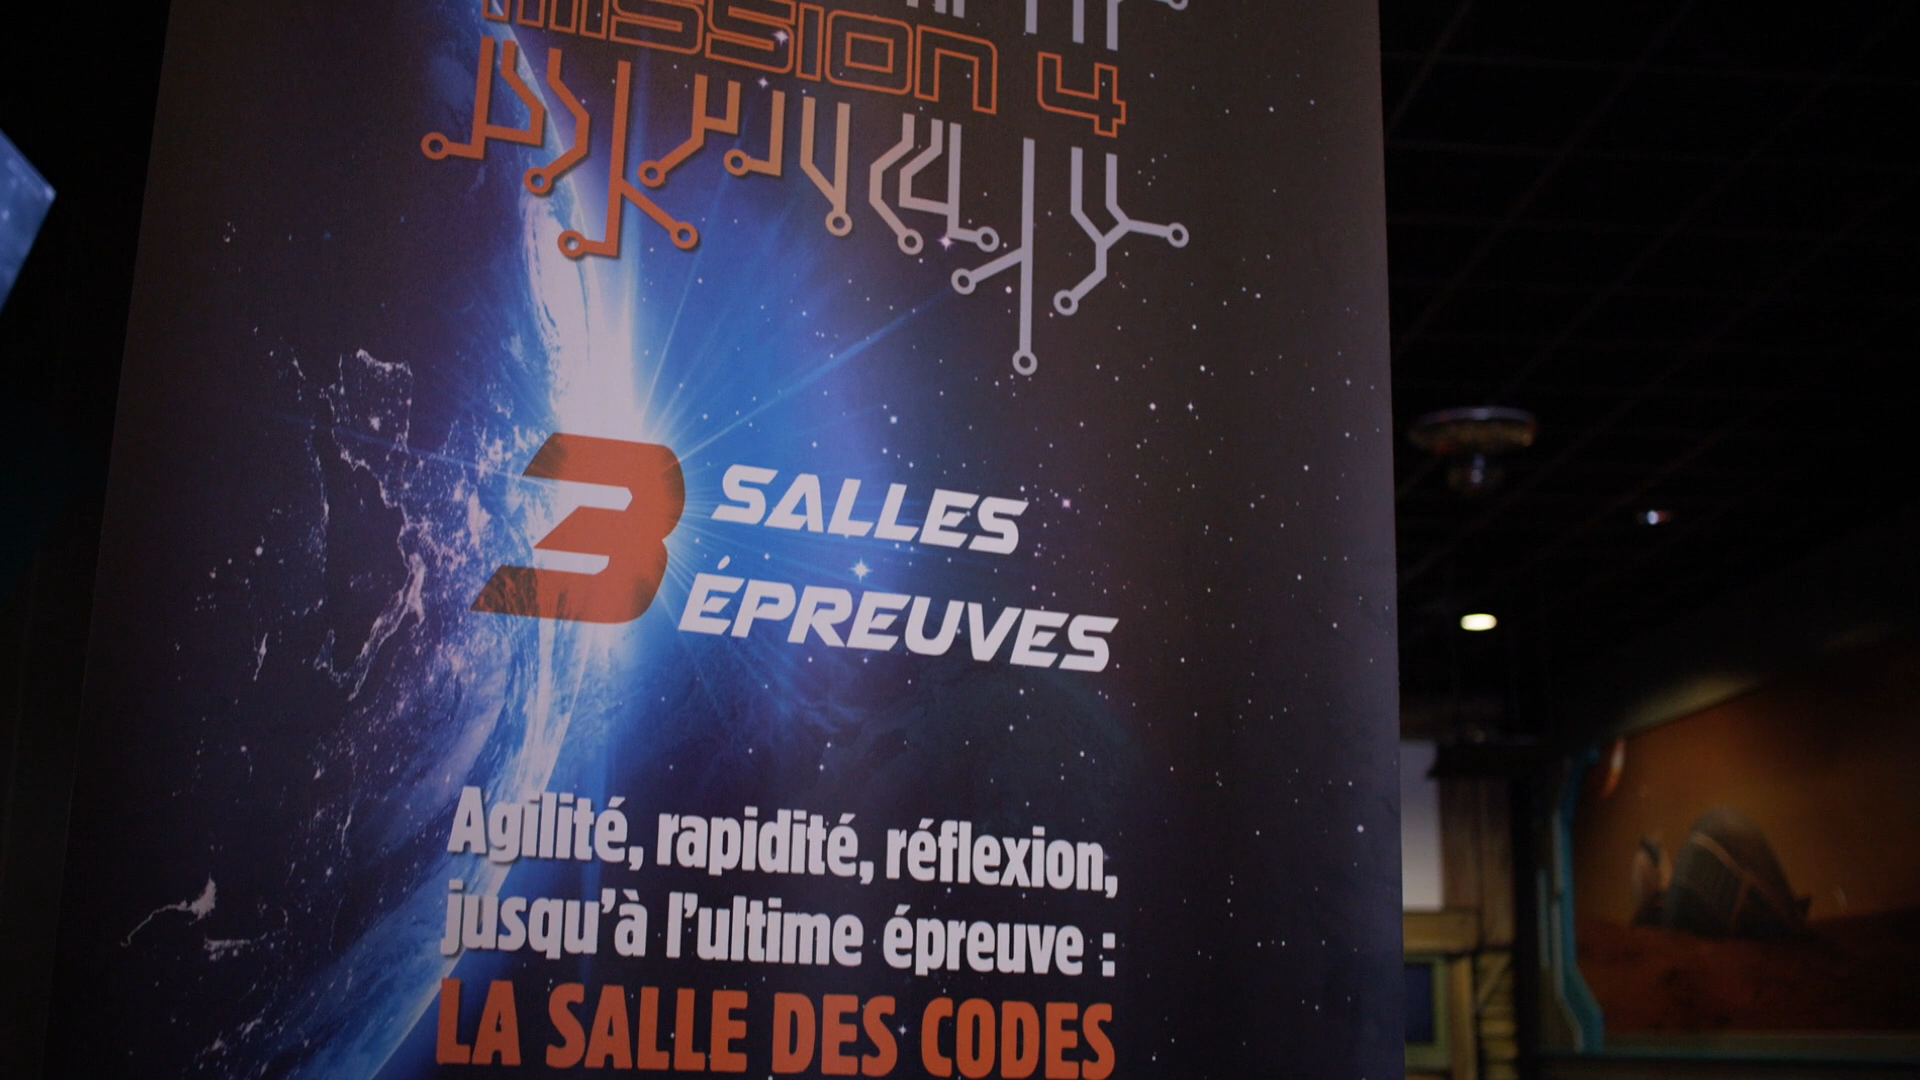 MISSION 4
3 SALLES
ÉPREUVES
Agilité, rapidité, réflexion,
jusqu'à l'ultime épreuve :
LA SALLE DES CODES